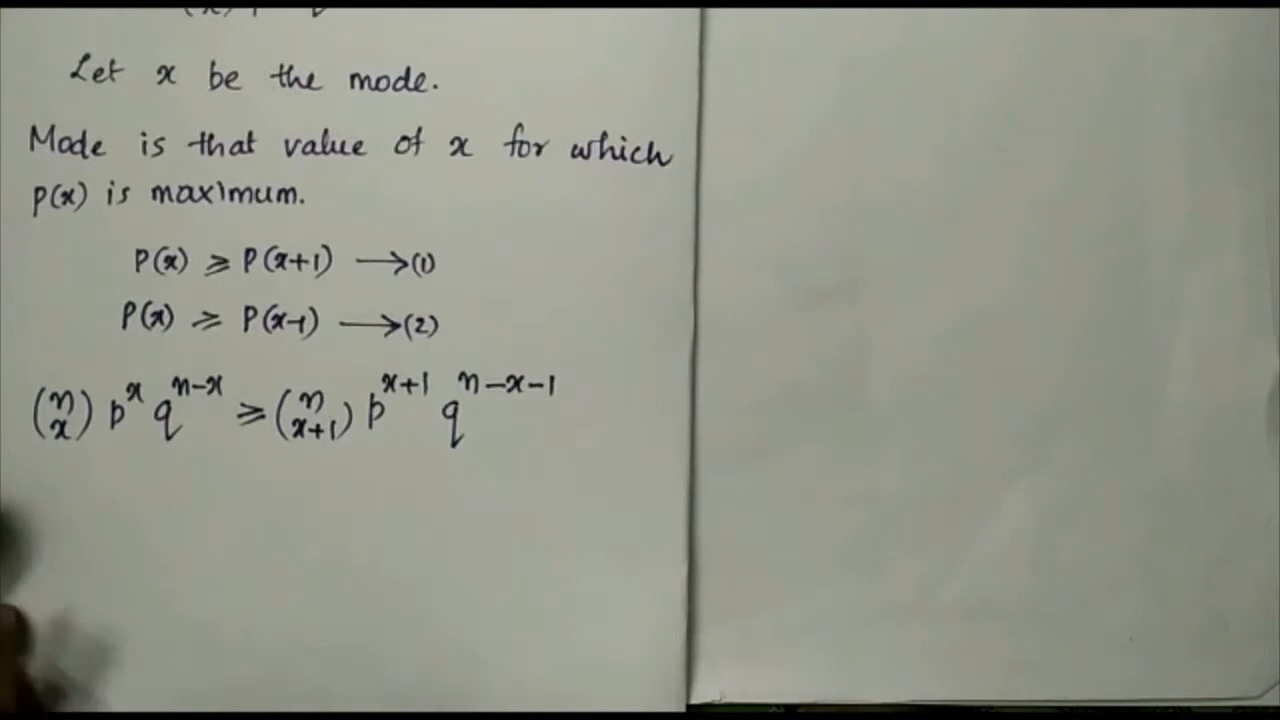 Let x be the mode.
Mode is that value of x for which
P(x) is maximum.
P(x) ⩾ P(x+1) ⟶(1)
P(x) ⩾ P(x-1) ⟶(2)
(n x) p^x q^{n-x} ⩾ (n x+1) p^{x+1} q^{n-x-1}